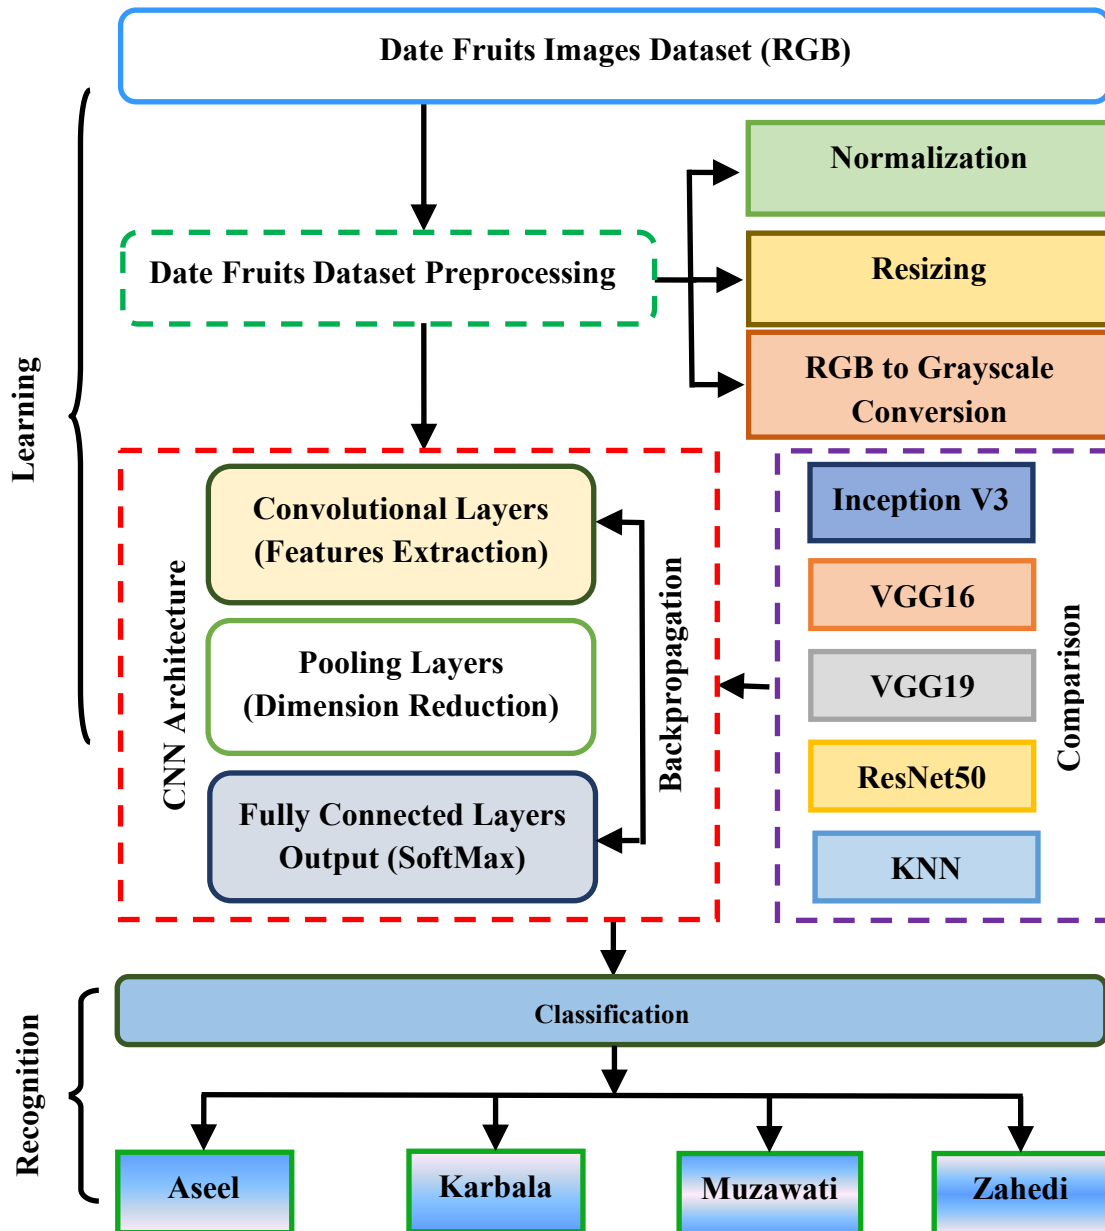 Date Fruits Images Dataset (RGB)
Normalization
Date Fruits Dataset Preprocessing
Resizing
RGB to Grayscale
Conversion
Learning
CNN Architecture
Convolutional Layers
(Features Extraction)
Pooling Layers
(Dimension Reduction)
Fully Connected Layers
Output (SoftMax)
Backpropagation
Inception V3
VGG16
VGG19
ResNet50
KNN
Comparison
Recognition
Classification
Aseel
Karbala
Muzawati
Zahedi